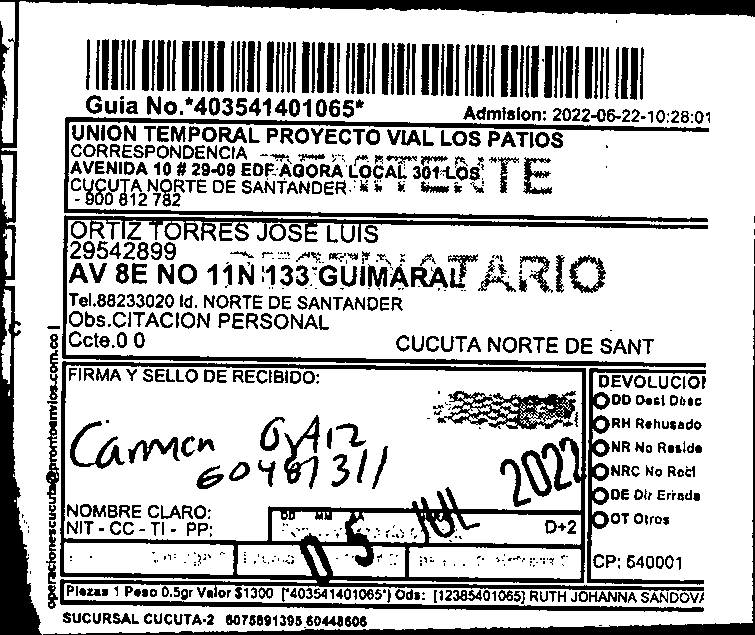 Guia No.*403541401065*
Admision: 2022-06-22-10:28:01
UNION TEMPORAL PROYECTO VIAL LOS PATIOS
CORRESPONDENCIA
AVENIDA 10 # 29-09 EDF AGORA LOCAL 301 LOS
CUCUTA NORTE DE SANTANDER
- 900 812 782
ORTIZ TORRES JOSE LUIS
29542899
DESTINATARIO
AV 8E NO 11N 133 GUIMARAL
Tel.88233020 Id. NORTE DE SANTANDER
Obs.CITACION PERSONAL
Ccte.0 0
CUCUTA NORTE DE SANT
operacionescucuta@prontoenvios.com.co |
FIRMA Y SELLO DE RECIBIDO:
Carmen Ortiz
60481311
05 JUL 2022
NOMBRE CLARO:
NIT - CC - TI - PP:
DD MM AA
D+2
DEVOLUCION
DD Desl Desc
RH Rehusado
NR No Reside
NRC No Recl
DE Dir Errada
OT Otros
CP: 540001
Piezas 1 Peso 0.5gr Valor $1300 [*403541401065*] Ods: [12385401065] RUTH JOHANNA SANDOVA
SUCURSAL CUCUTA-2 6075891395 60448606